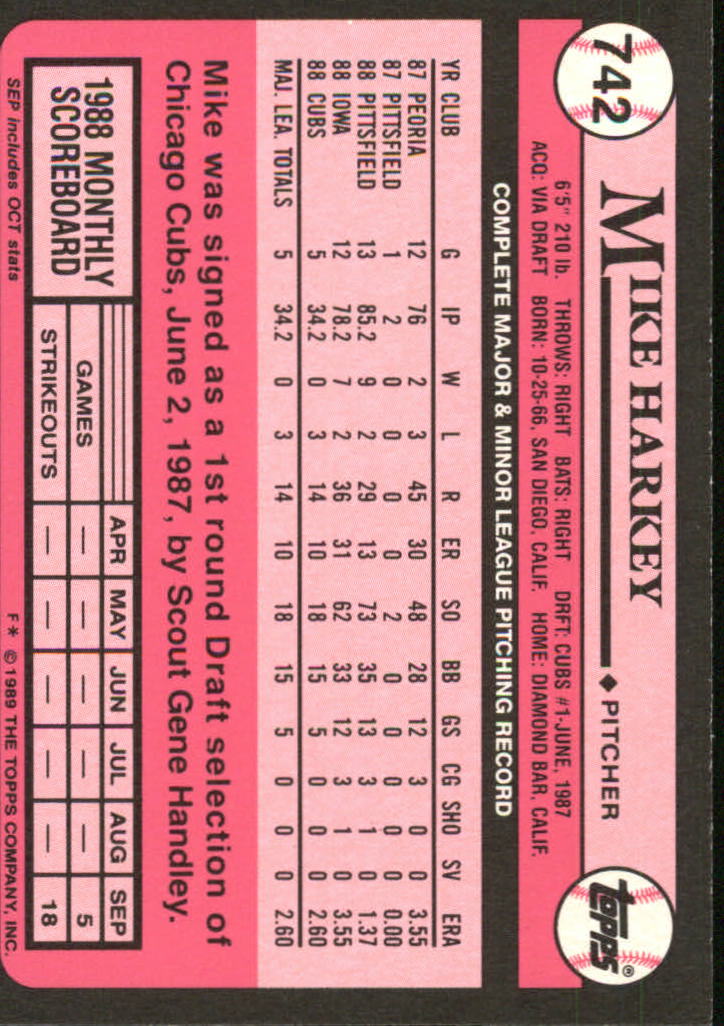 742
MIKE HARKEY ◆ PITCHER
topps®
6'5" 210 lb. THROWS: RIGHT BATS: RIGHT DRFT: CUBS #1-JUNE, 1987
ACQ: VIA DRAFT BORN: 10-25-66, SAN DIEGO, CALIF. HOME: DIAMOND BAR, CALIF.
COMPLETE MAJOR & MINOR LEAGUE PITCHING RECORD
YR CLUB G IP W L R ER SO BB GS CG SHO SV ERA
87 PEORIA 12 76 2 3 45 30 48 28 12 3 0 0 3.55
87 PITTSFIELD 1 2 0 0 0 0 2 0 0 0 0 0 0.00
88 PITTSFIELD 13 85.2 9 2 29 13 73 35 13 3 1 0 1.37
88 IOWA 12 78.2 7 2 36 31 62 33 12 3 1 0 3.55
88 CUBS 5 34.2 0 3 14 10 18 15 5 0 0 0 2.60
MAJ. LEA. TOTALS 5 34.2 0 3 14 10 18 15 5 0 0 0 2.60
Mike was signed as a 1st round Draft selection of
Chicago Cubs, June 2, 1987, by Scout Gene Handley.
1988 MONTHLY
SCOREBOARD
APR MAY JUN JUL AUG SEP
GAMES — — — — — 5
STRIKEOUTS — — — — — 18
SEP includes OCT stats F* © 1989 THE TOPPS COMPANY, INC.